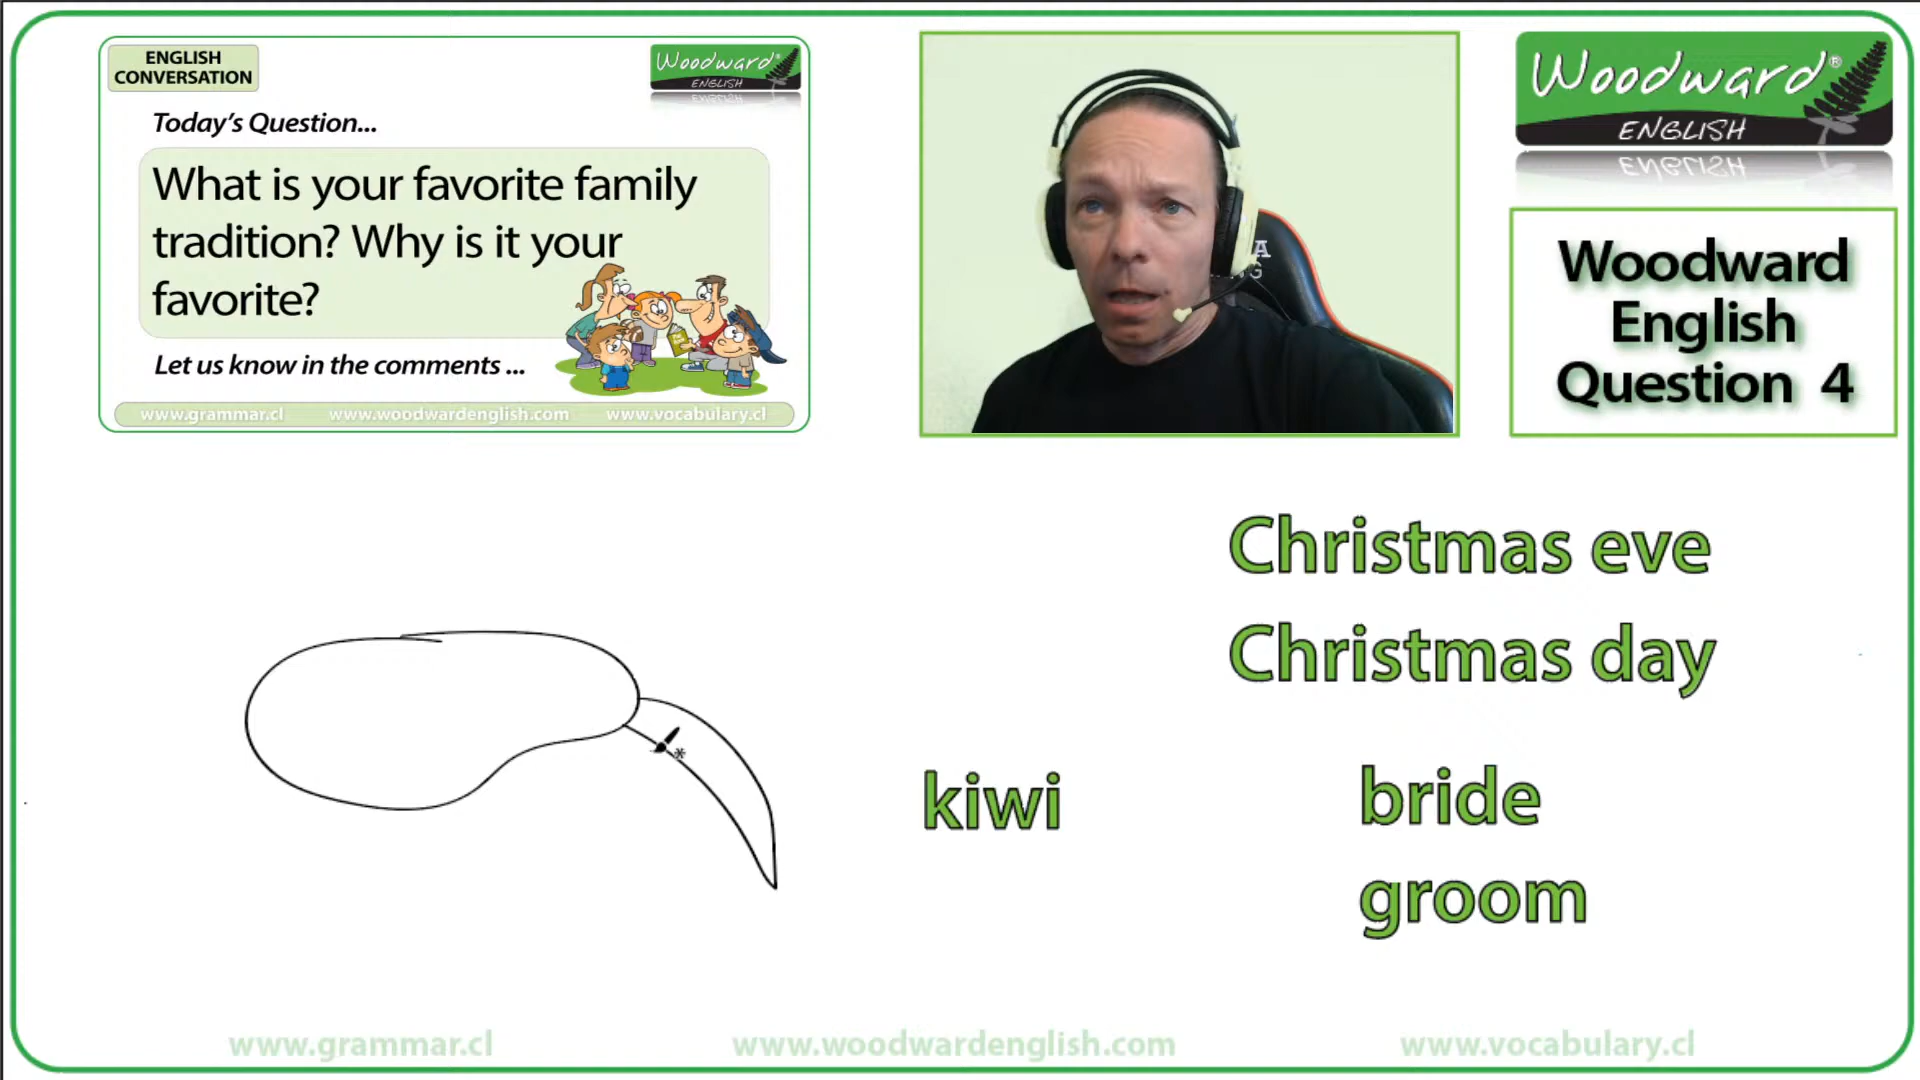 ENGLISH
CONVERSATION
Woodward®
ENGLISH
Today's Question...
What is your favorite family
tradition? Why is it your
favorite?
Let us know in the comments ...
www.grammar.cl www.woodwardenglish.com www.vocabulary.cl
Woodward®
ENGLISH
Woodward
English
Question 4
Christmas eve
Christmas day
kiwi
bride
groom
www.grammar.cl www.woodwardenglish.com www.vocabulary.cl